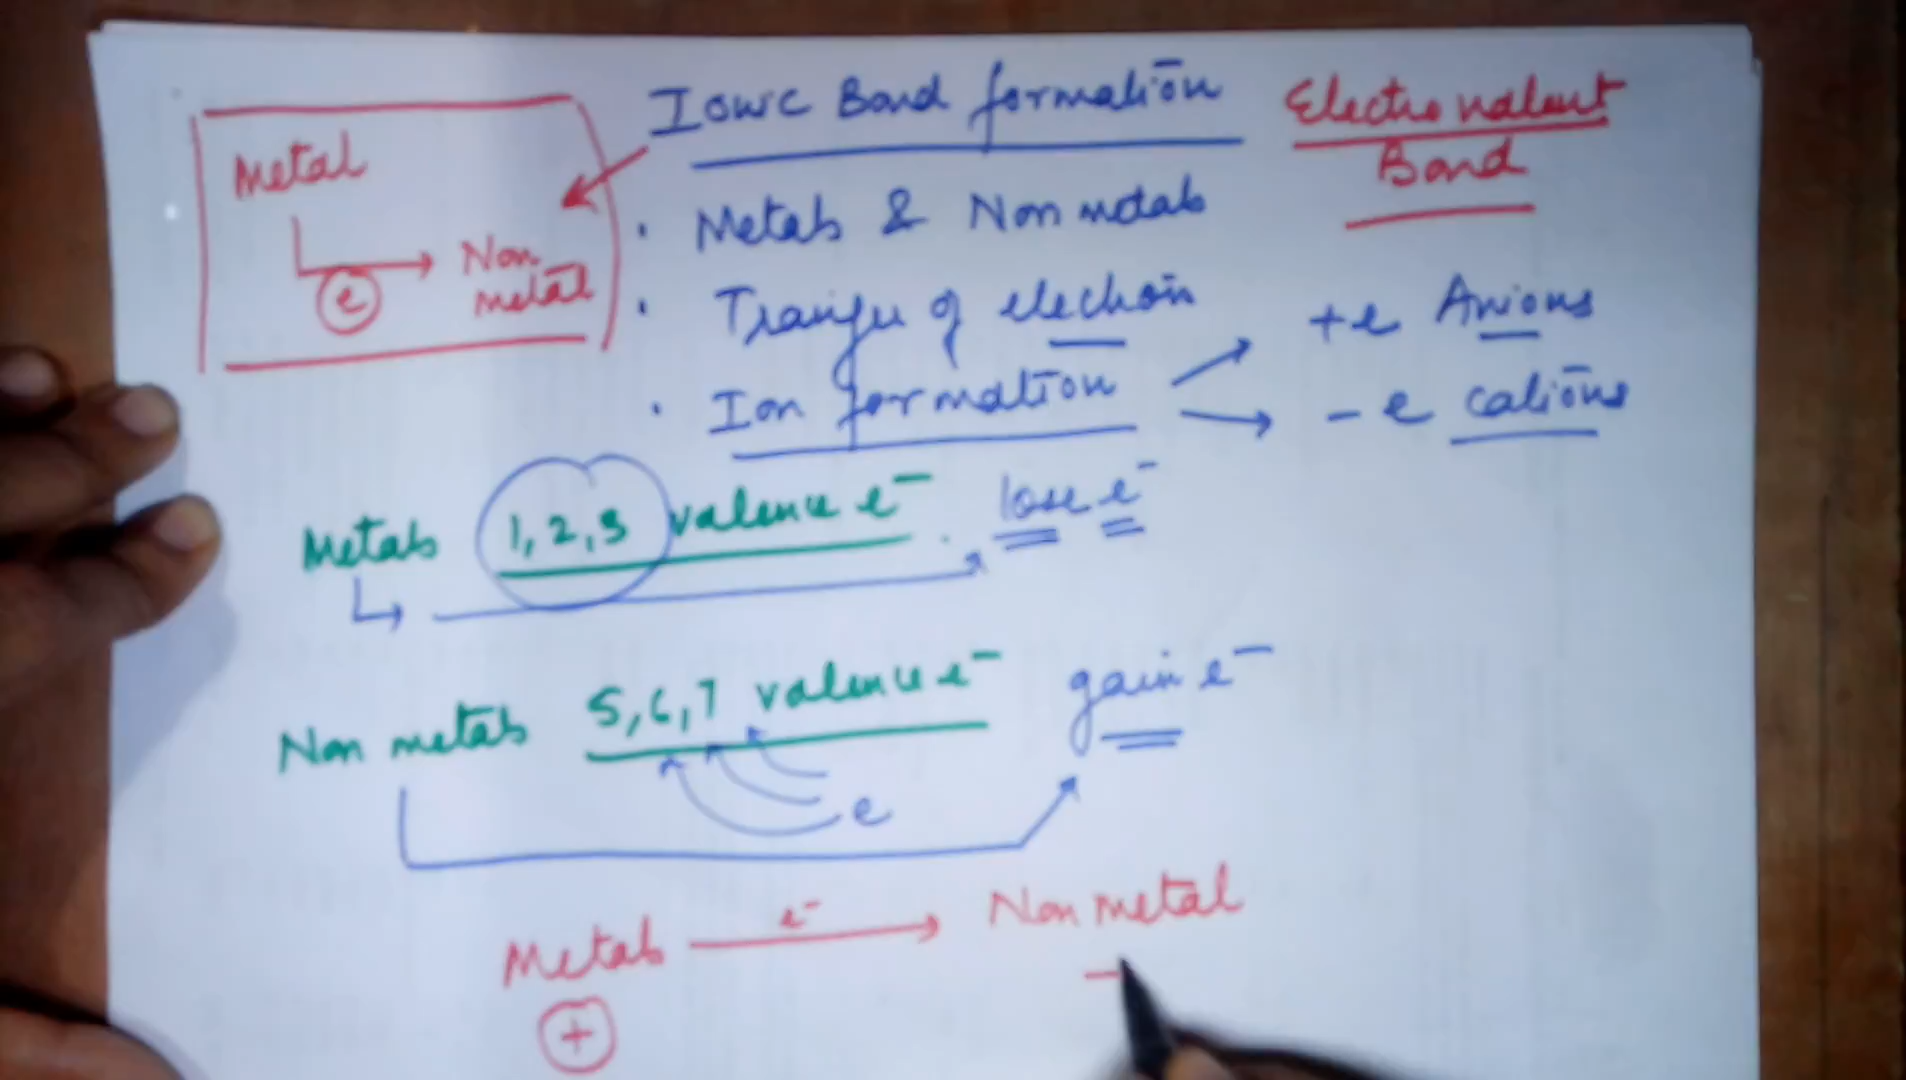 Ionic Bond formation
Electrovalent
Bond
Metal
e
Non
metal
. Metals & Non metals
. Transfer of electron
+e Anions
. Ion formation
- e cations
Metals 1, 2, 3 valence e⁻. lose e⁻
Non metals 5, 6, 7 valence e⁻ gain e⁻
e
Metals e⁻ Non metal
+ -